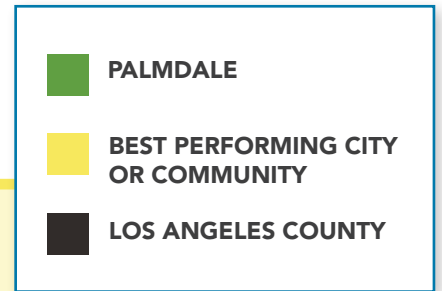 PALMDALE
BEST PERFORMING CITY
OR COMMUNITY
LOS ANGELES COUNTY